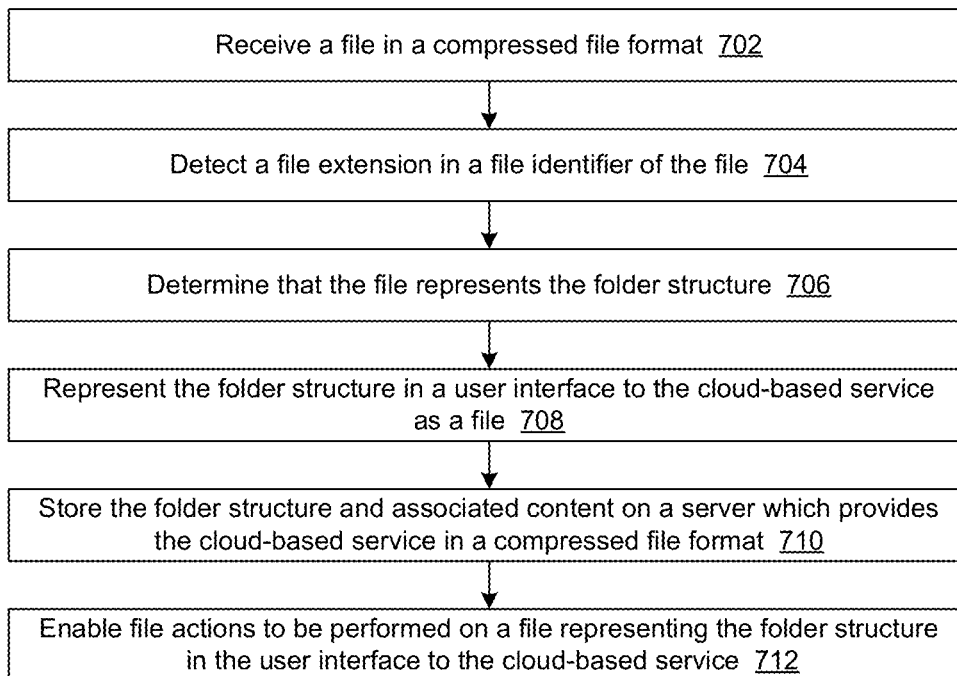 Receive a file in a compressed file format 702
Detect a file extension in a file identifier of the file 704
Determine that the file represents the folder structure 706
Represent the folder structure in a user interface to the cloud-based service
as a file 708
Store the folder structure and associated content on a server which provides
the cloud-based service in a compressed file format 710
Enable file actions to be performed on a file representing the folder structure
in the user interface to the cloud-based service 712